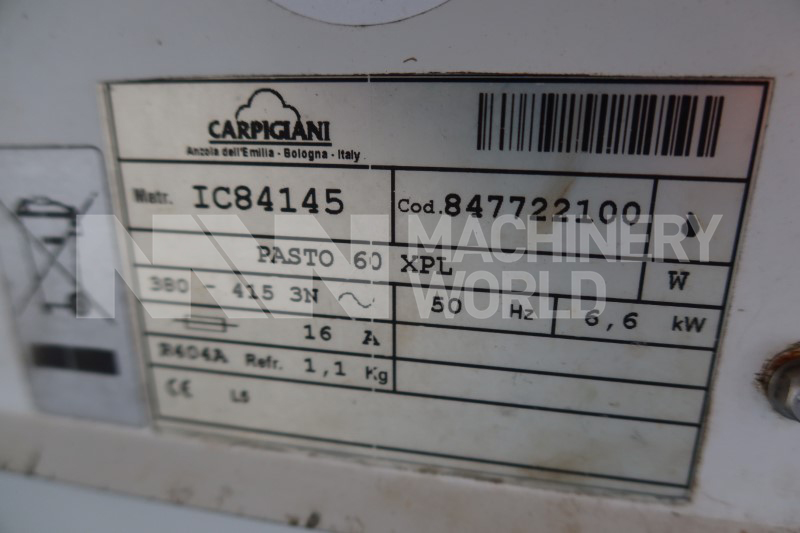 CARPIGIANI
Anzola dell'Emilia - Bologna - Italy
Matr. IC84145 Cod. 847722100
PASTO 60 XPL W
380 - 415 3N 50 Hz 6,6 kW
16 A
R404A Refr. 1,1 Kg
CE L5
MACHINERY
WORLD